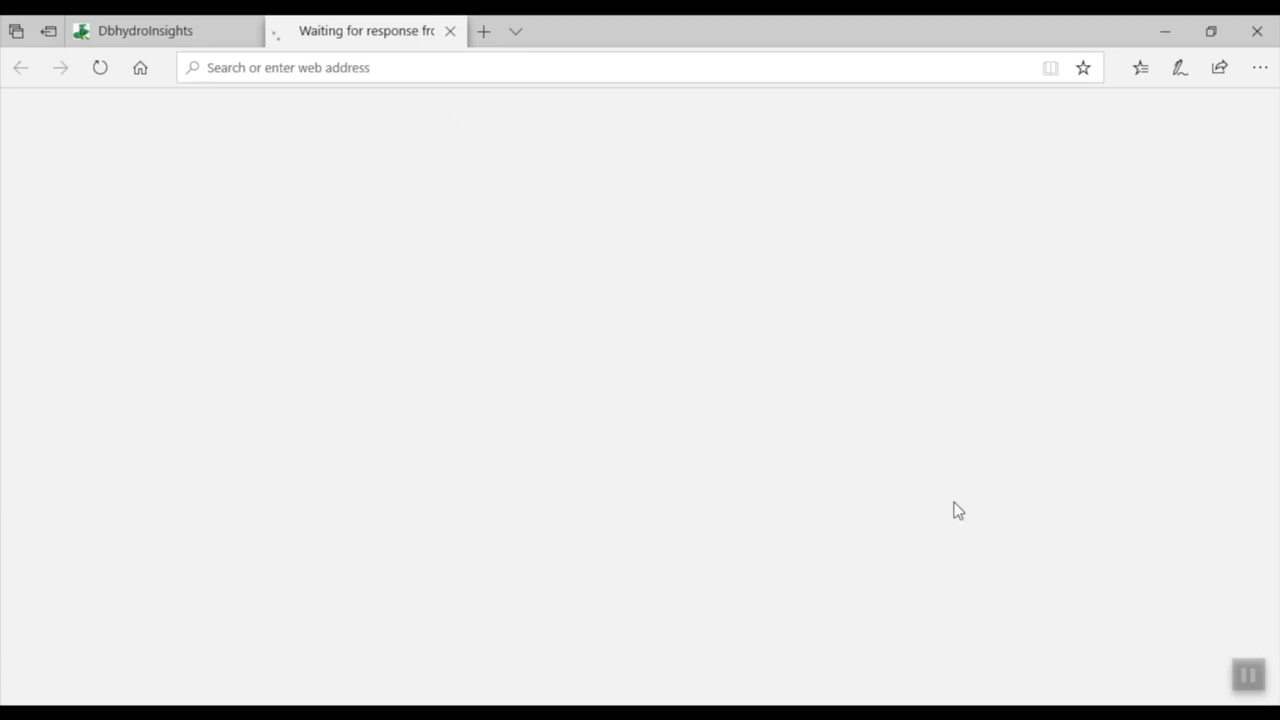 DbhydroInsights
Waiting for response frc
Search or enter web address